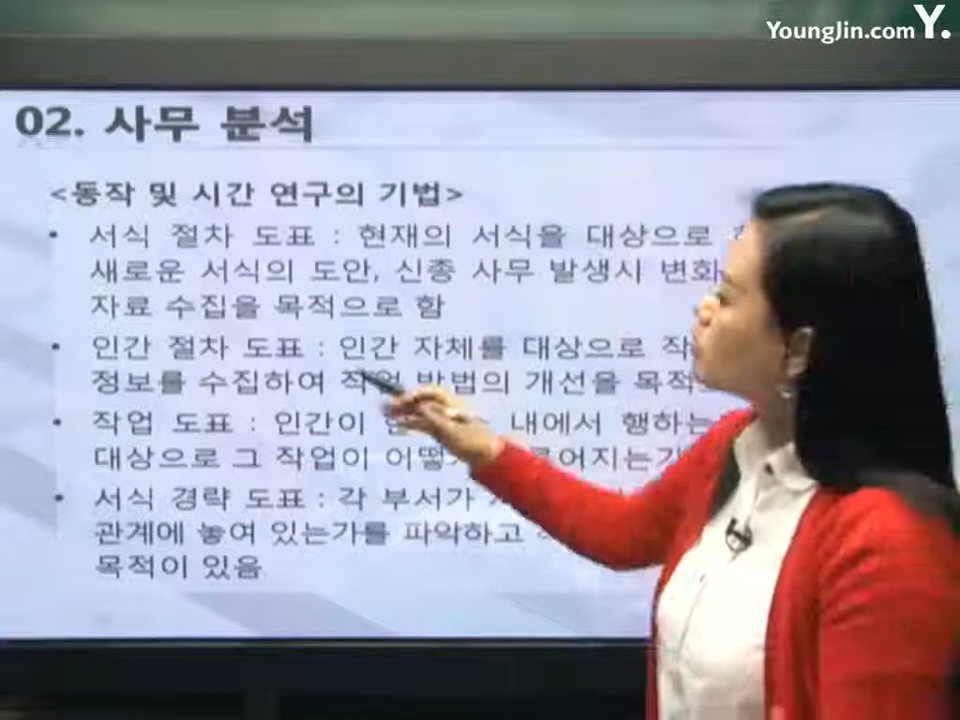 YoungJin.com Y.
02. 사무 분석
<동작 및 시간 연구의 기법>
• 서식 절차 도표 : 현재의 서식을 대상으로
새로운 서식의 도안, 신종 사무 발생시 변화
자료 수집을 목적으로 함
• 인간 절차 도표 : 인간 자체를 대상으로
정보를 수집하여 작업 방법의 개선을 목적
• 작업 도표 : 인간이 내에서 행하는
대상으로 그 작업이
• 서식 경략 도표 : 각 부서가
관계에 놓여 있는가를 파악하고
목적이 있음